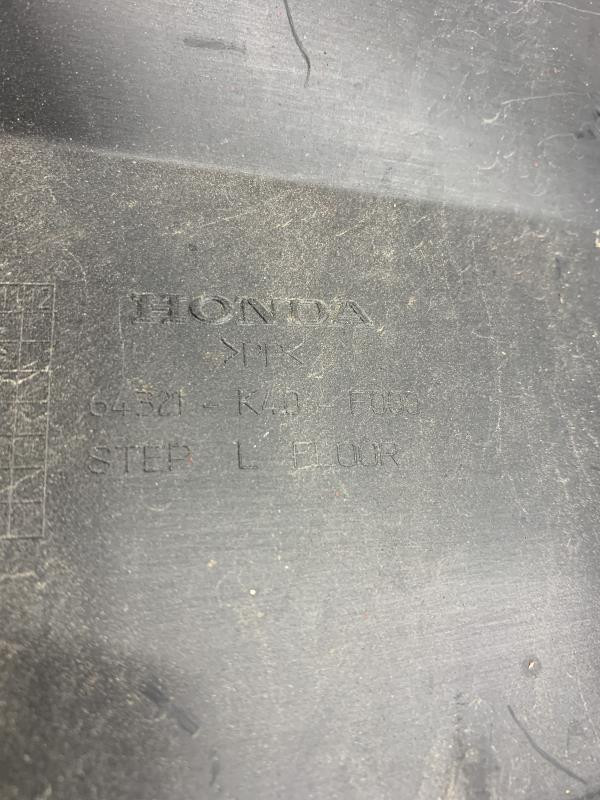 HONDA
>PP<
64321-K40-F000
STEP L FLOOR